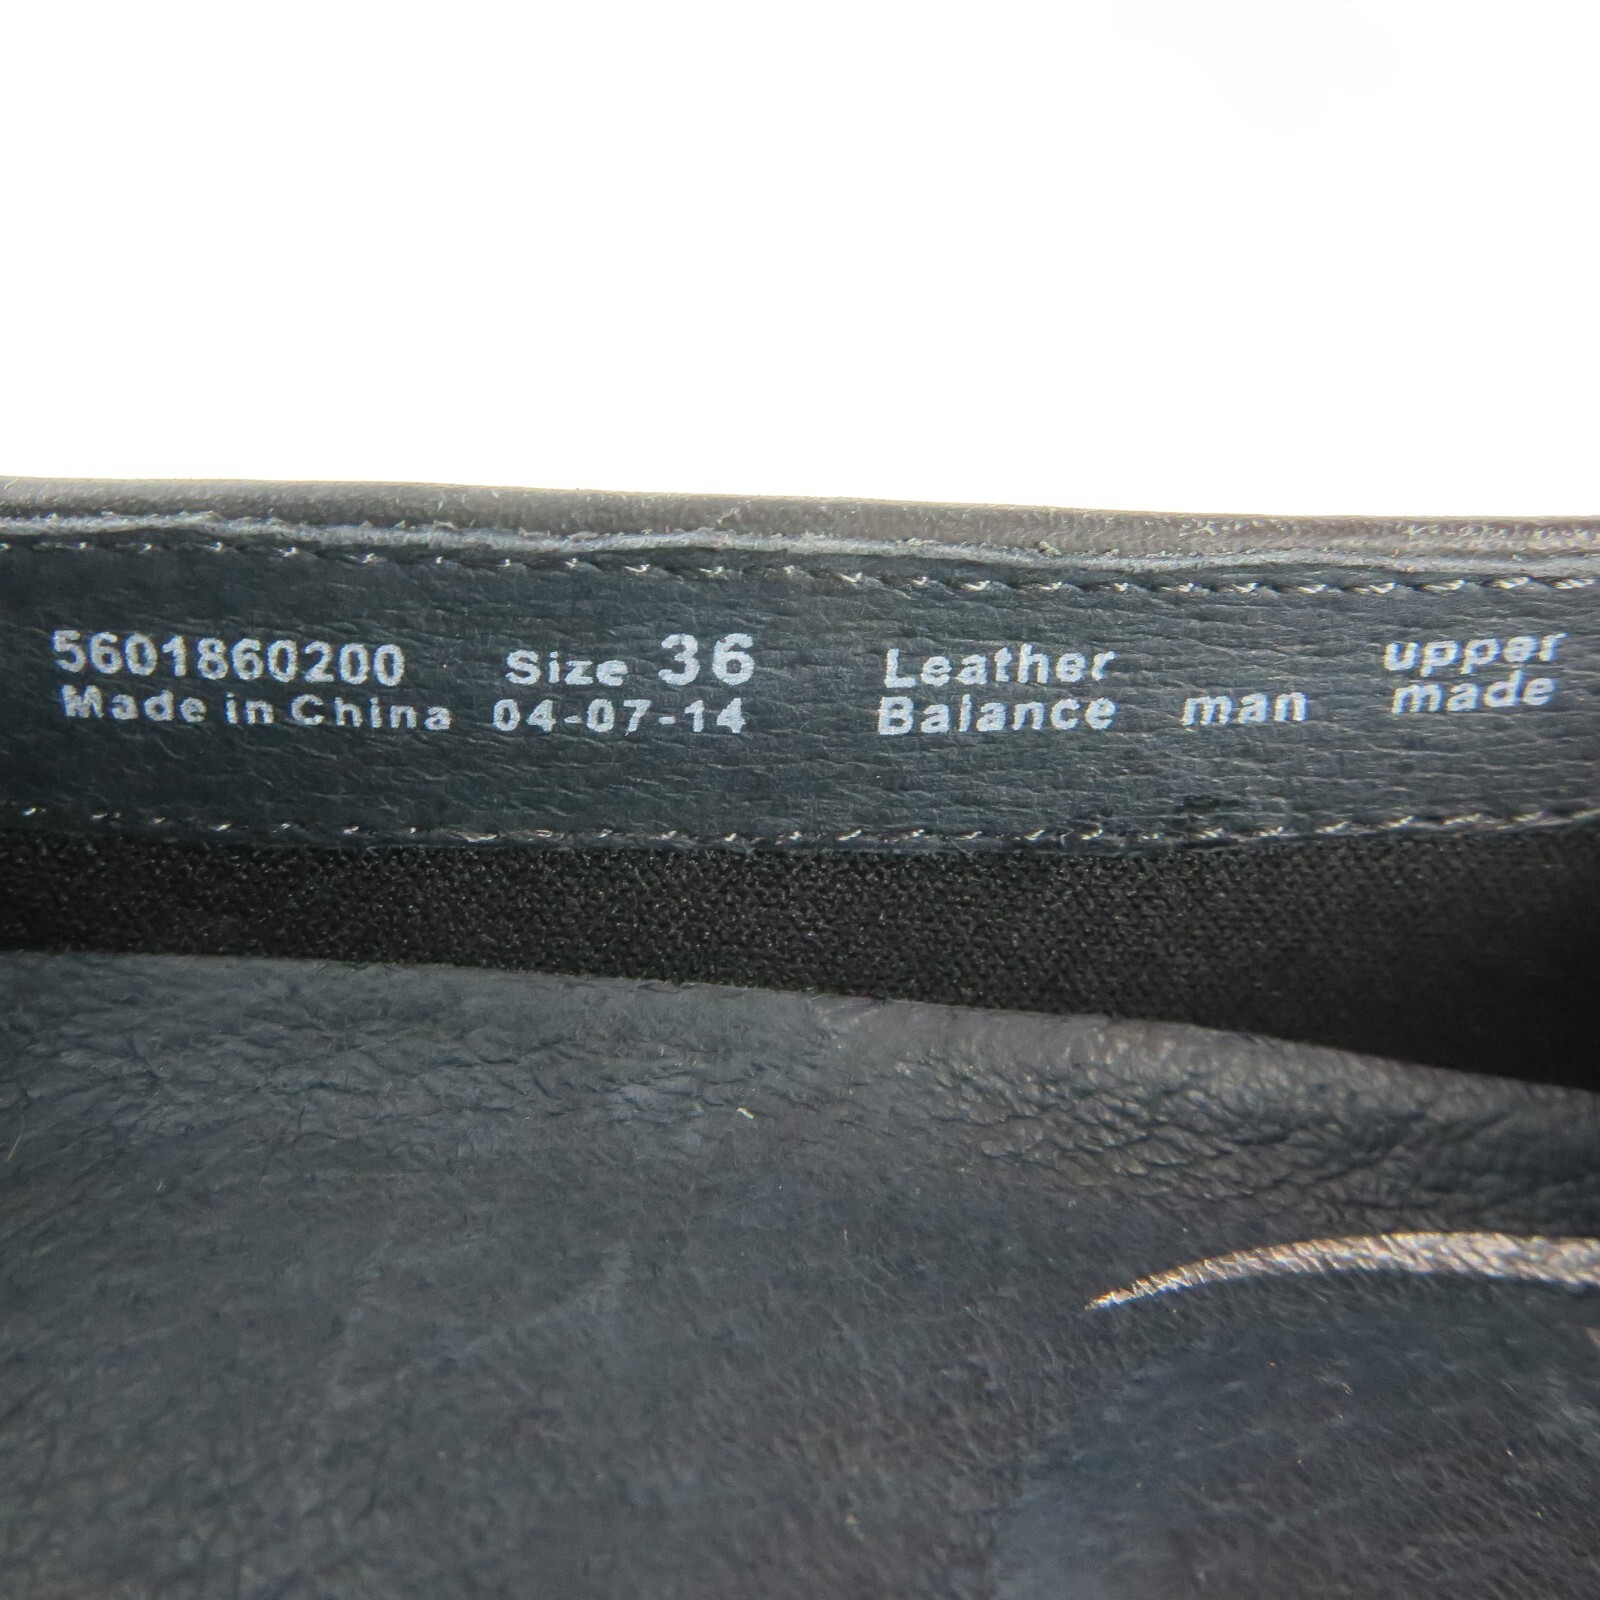 5601860200 Size 36 Leather upper
Made in China 04-07-14 Balance man made